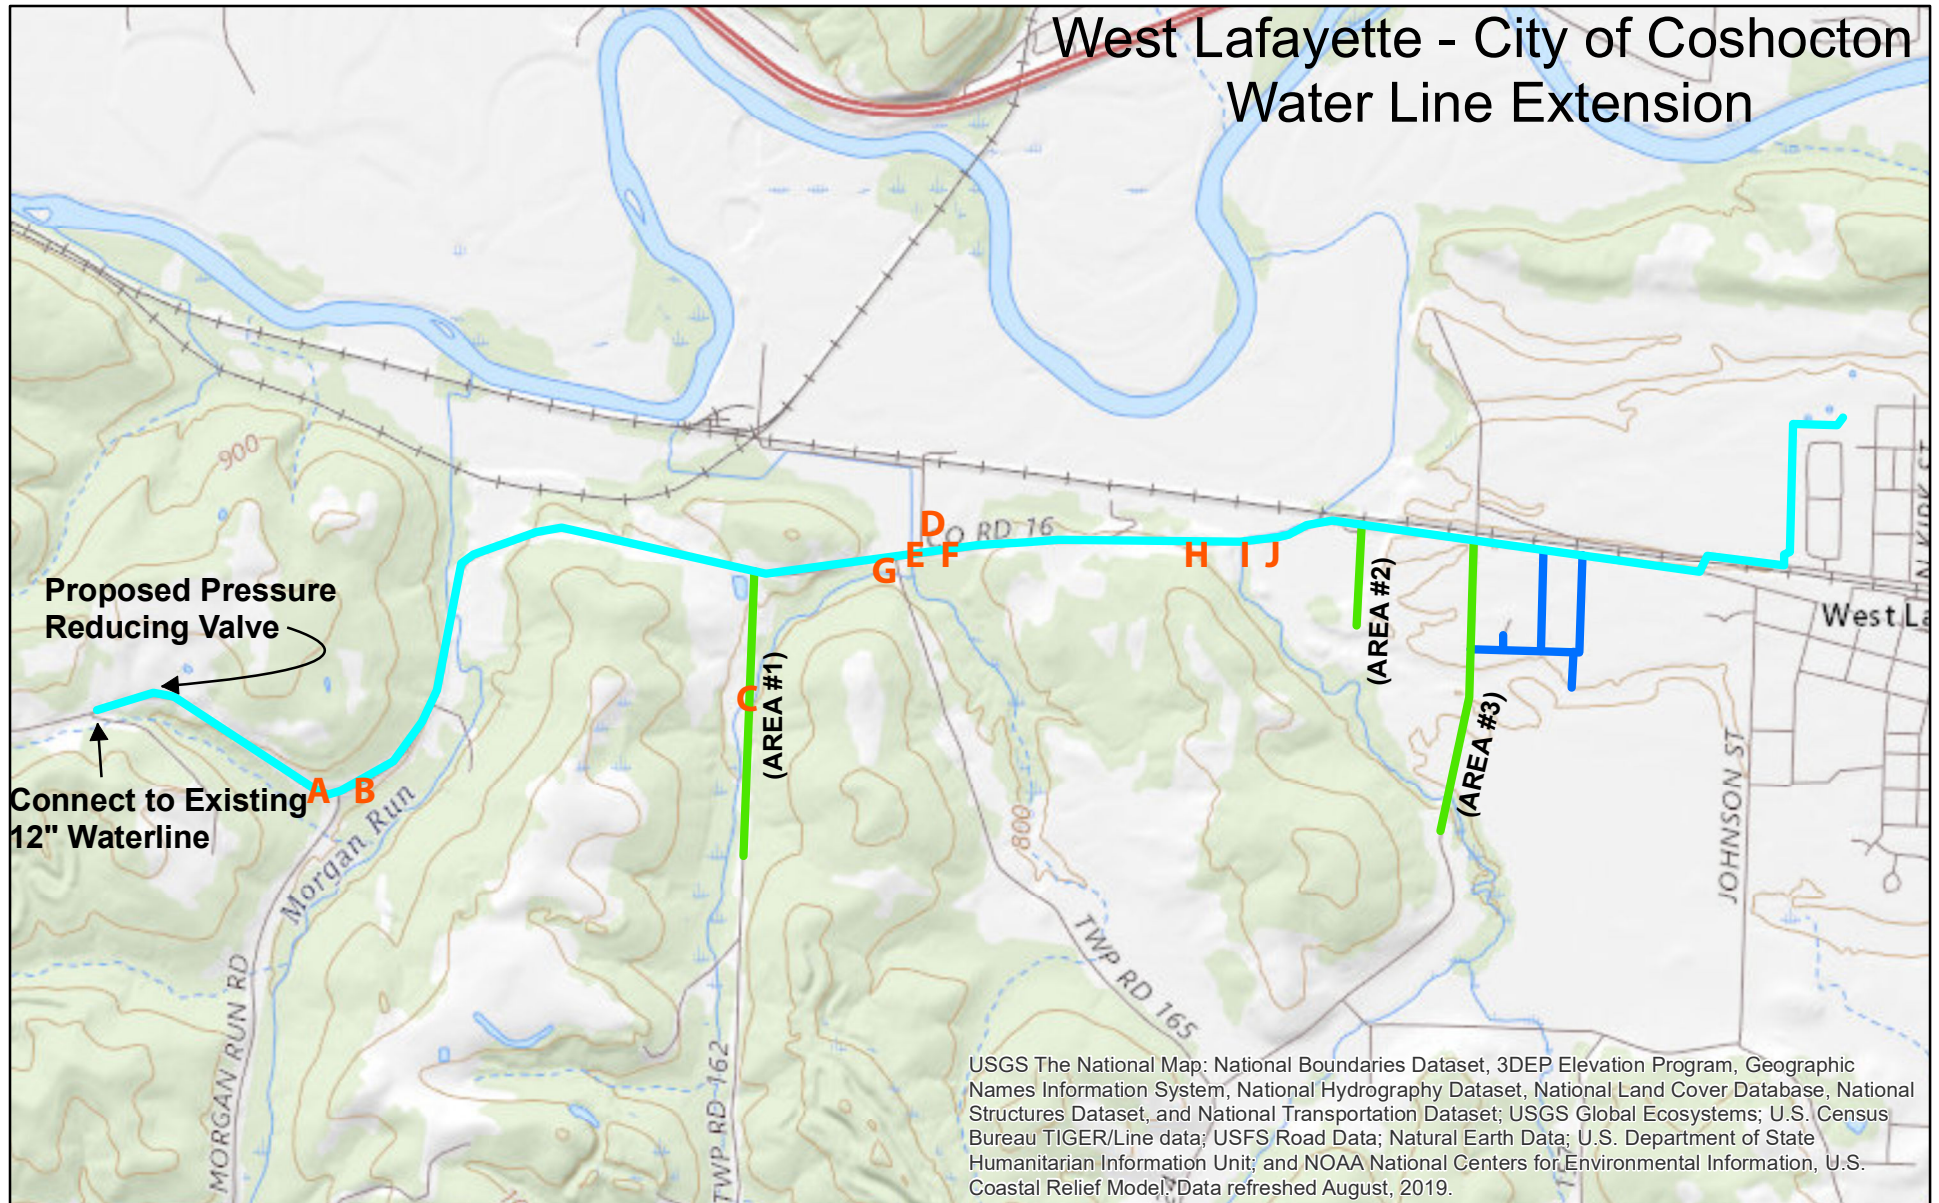 West Lafayette - City of Coshocton
Water Line Extension
900
N KIRK ST
D
CO RD 16
E F
H
I
J
G
Proposed Pressure
Reducing Valve
(AREA #2)
West La
C
(AREA #1)
(AREA #3)
A
B
Connect to Existing
12" Waterline
Morgan Run
800
JOHNSON ST
TWP RD 165
MORGAN RUN RD
TWP RD 162
USGS The National Map: National Boundaries Dataset, 3DEP Elevation Program, Geographic
Names Information System, National Hydrography Dataset, National Land Cover Database, National
Structures Dataset, and National Transportation Dataset; USGS Global Ecosystems; U.S. Census
Bureau TIGER/Line data; USFS Road Data; Natural Earth Data; U.S. Department of State
Humanitarian Information Unit; and NOAA National Centers for Environmental Information, U.S.
Coastal Relief Model. Data refreshed August, 2019.